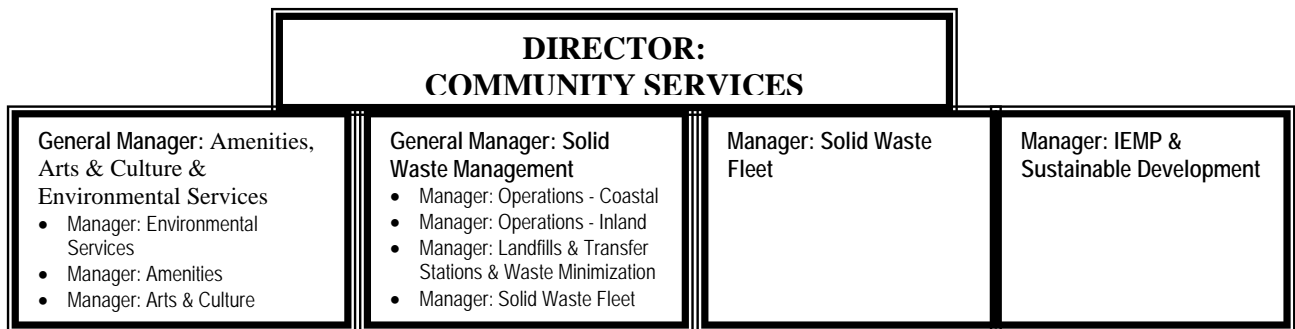 DIRECTOR:
COMMUNITY SERVICES
General Manager: Amenities,
Arts & Culture &
Environmental Services
• Manager: Environmental
Services
• Manager: Amenities
• Manager: Arts & Culture
General Manager: Solid
Waste Management
• Manager: Operations - Coastal
• Manager: Operations - Inland
• Manager: Landfills & Transfer
Stations & Waste Minimization
• Manager: Solid Waste Fleet
Manager: Solid Waste
Fleet
Manager: IEMP &
Sustainable Development